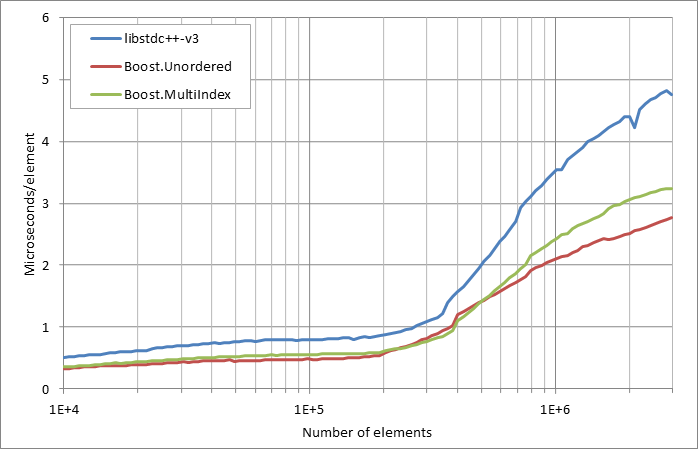 6
5
4
3
2
1
0
Microseconds/element
libstdc++-v3
Boost.Unordered
Boost.MultiIndex
1E+4
1E+5
1E+6
Number of elements